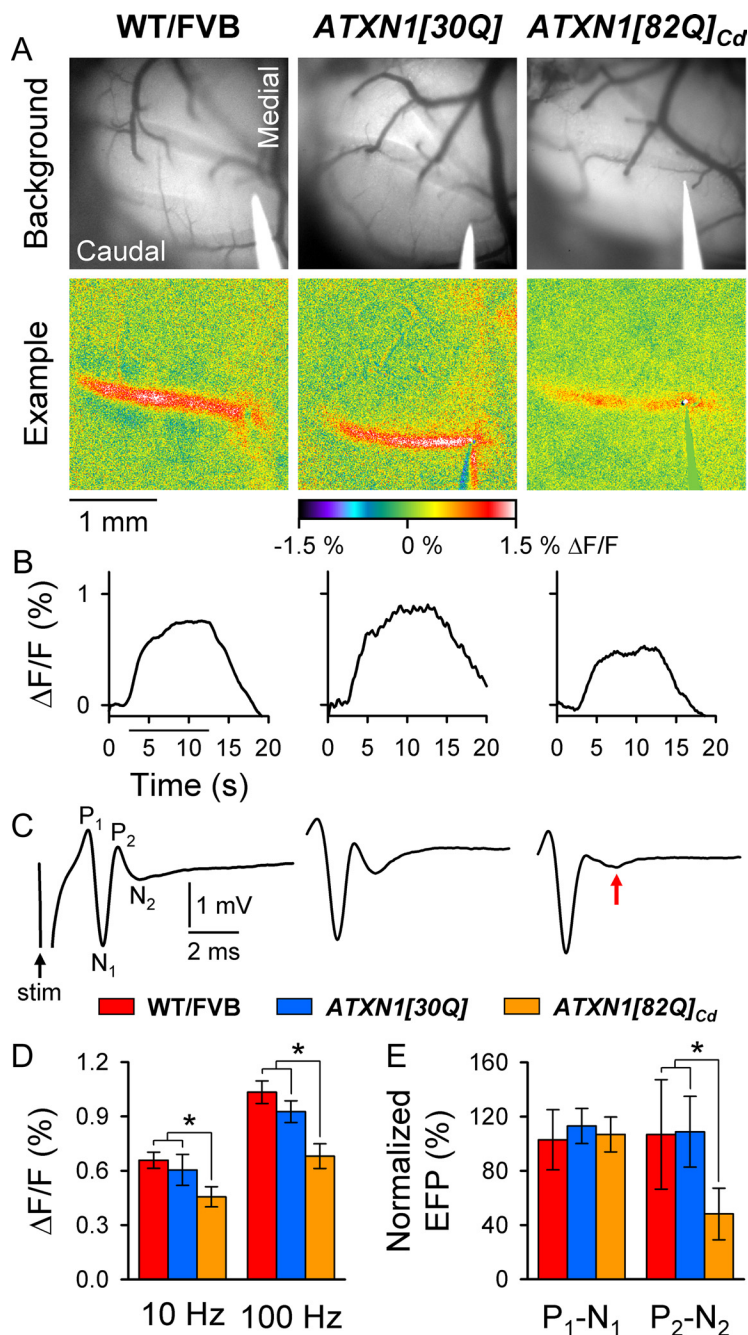 WT/FVB ATXN1[30Q] ATXN1[82Q]Cd
A
Background
Medial
Caudal
Example
1 mm
-1.5 % 0 % 1.5 % ΔF/F
B
ΔF/F (%)
1
0
0 5 10 15 20 0 5 10 15 20 0 5 10 15 20
Time (s)
C
P1 P2
N2
N1
1 mV
2 ms
stim
WT/FVB ATXN1[30Q] ATXN1[82Q]Cd
D
ΔF/F (%)
1.2
0.9
0.6
0.3
0.0
* *
10 Hz 100 Hz
E
Normalized
EFP (%)
160
120
80
40
0
*
P1-N1 P2-N2